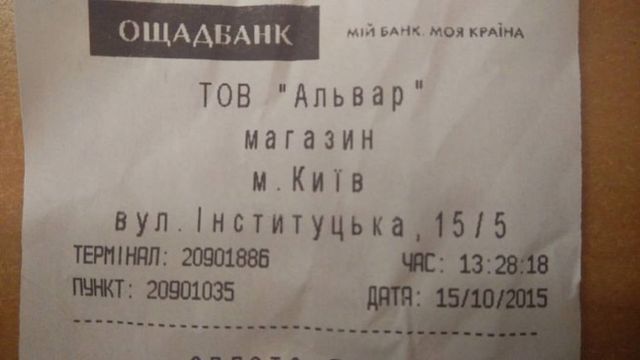 ОЩАДБАНК МІЙ БАНК. МОЯ КРАЇНА
ТОВ "Альвар"
магазин
м.Київ
вул.Інституцька,15/5
ТЕРМІНАЛ: 20901886 ЧАС: 13:28:18
ПУНКТ: 20901035 ДАТА: 15/10/2015